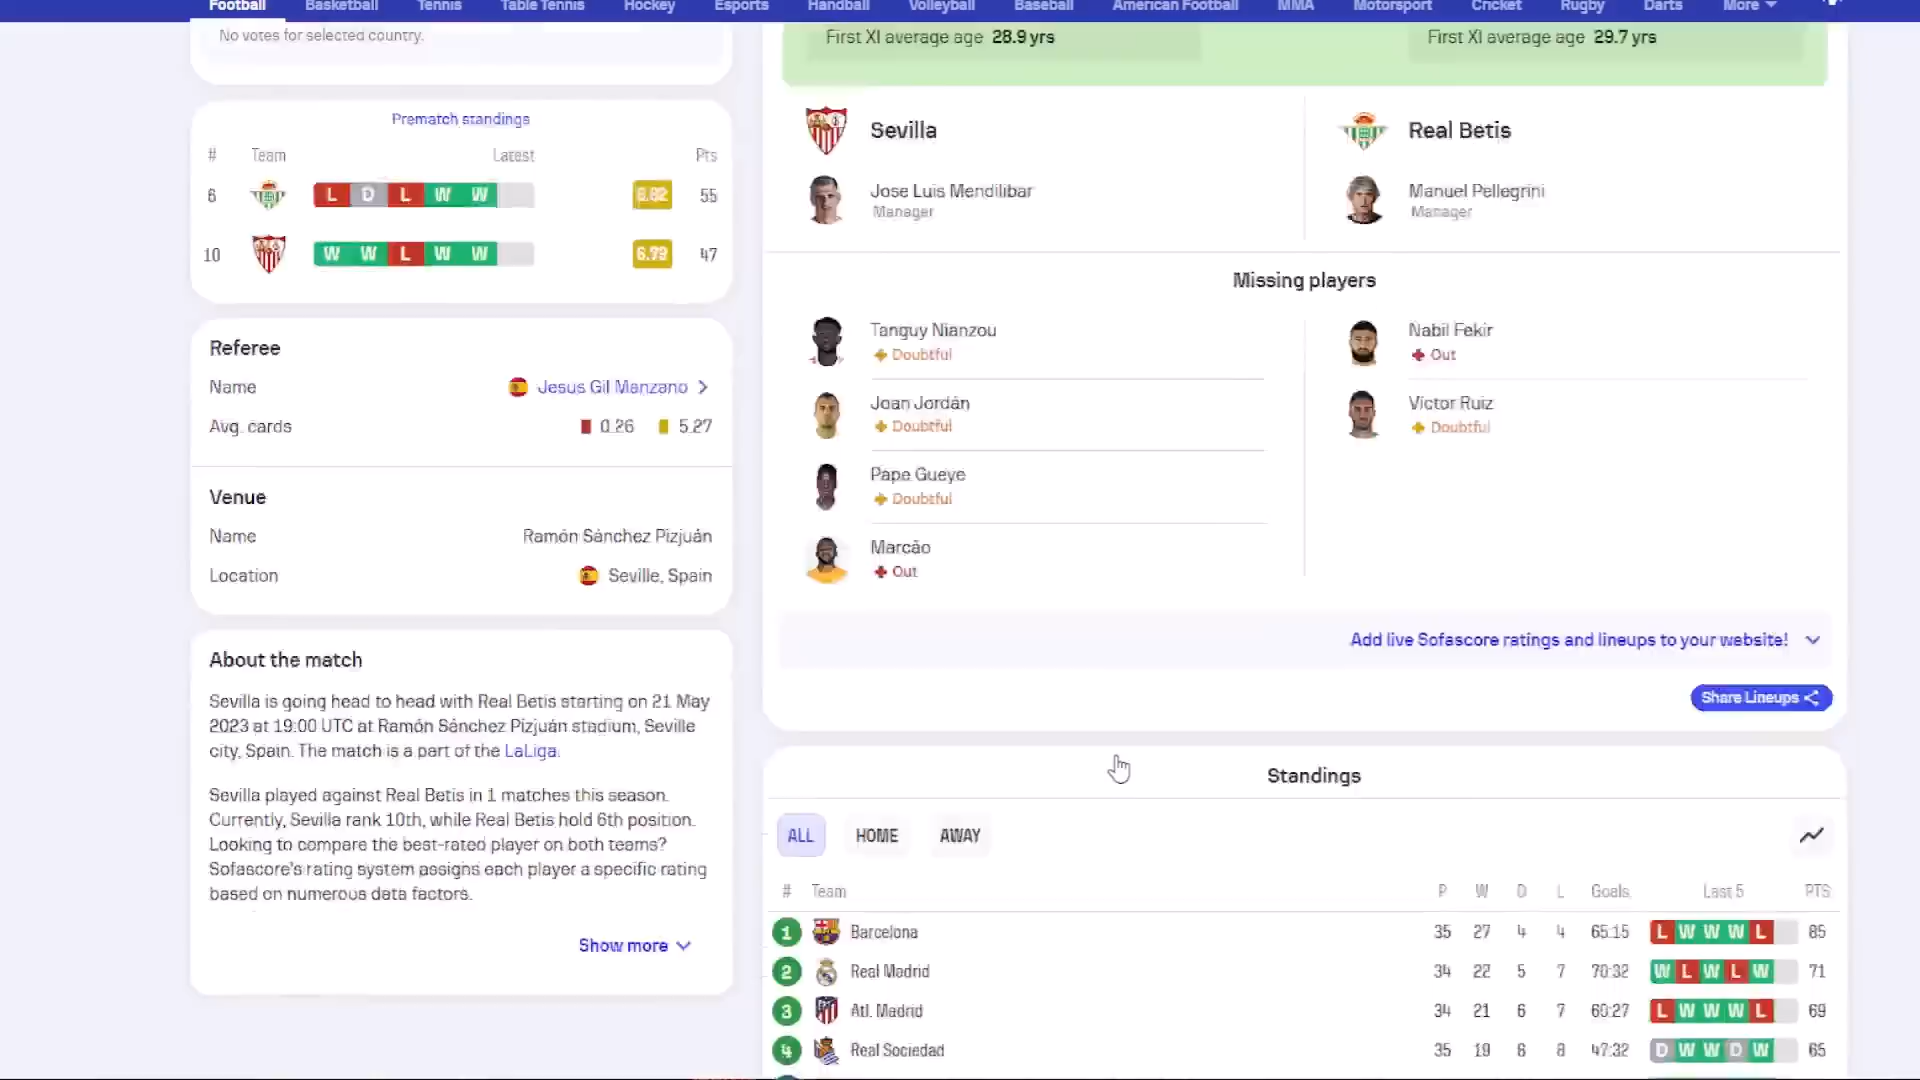 Football Basketball Tennis Table Tennis Hockey Esports Handball Volleyball Baseball American Football MMA Motorsport Cricket Rugby Darts More
No votes for selected country.
Prematch standings
# Team Latest Pts
6 L D L W W 6.82 55
10 W W L W W 6.79 47
Referee
Name Jesus Gil Manzano
Avg. cards 0.26 5.27
Venue
Name Ramón Sánchez Pizjuán
Location Seville, Spain
About the match
Sevilla is going head to head with Real Betis starting on 21 May
2023 at 19:00 UTC at Ramón Sánchez Pizjuán stadium, Seville
city, Spain. The match is a part of the LaLiga.
Sevilla played against Real Betis in 1 matches this season.
Currently, Sevilla rank 10th, while Real Betis hold 6th position.
Looking to compare the best-rated player on both teams?
Sofascore's rating system assigns each player a specific rating
based on numerous data factors.
Show more
First XI average age 28.9 yrs
First XI average age 29.7 yrs
Sevilla
Jose Luis Mendilibar
Manager
Real Betis
Manuel Pellegrini
Manager
Missing players
Tanguy Nianzou
Doubtful
Joan Jordán
Doubtful
Pape Gueye
Doubtful
Marcão
Out
Nabil Fekir
Out
Víctor Ruiz
Doubtful
Add live Sofascore ratings and lineups to your website!
Share Lineups
Standings
ALL HOME AWAY
# Team P W D L Goals Last 5 PTS
1 Barcelona 35 27 4 4 65:15 L W W W L 85
2 Real Madrid 34 22 5 7 70:32 W L W L W 71
3 Atl. Madrid 34 21 6 7 60:27 L W W W L 69
4 Real Sociedad 35 19 8 8 47:32 D W W D W 65